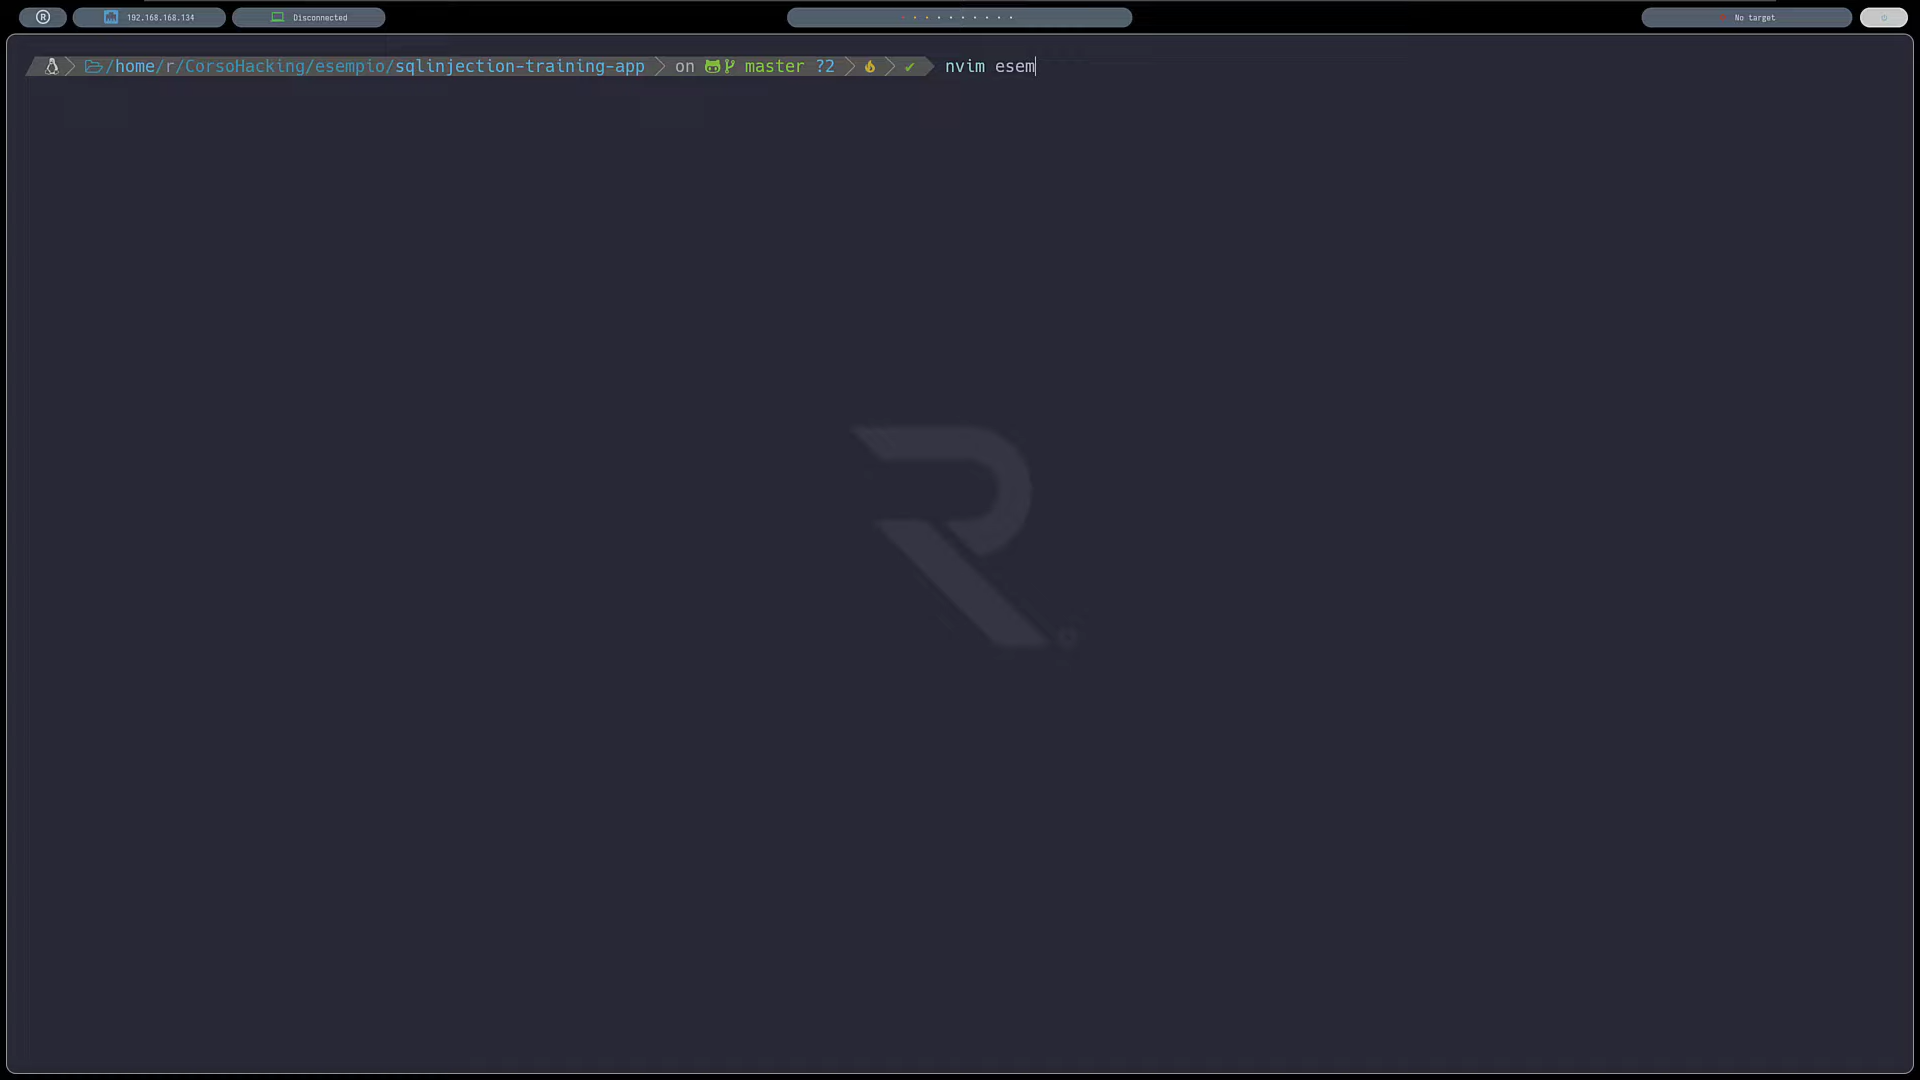 R 192.168.168.134 Disconnected No target
/home/r/CorsoHacking/esempio/sqlinjection-training-app on master ?2 ✔ nvim esem
R